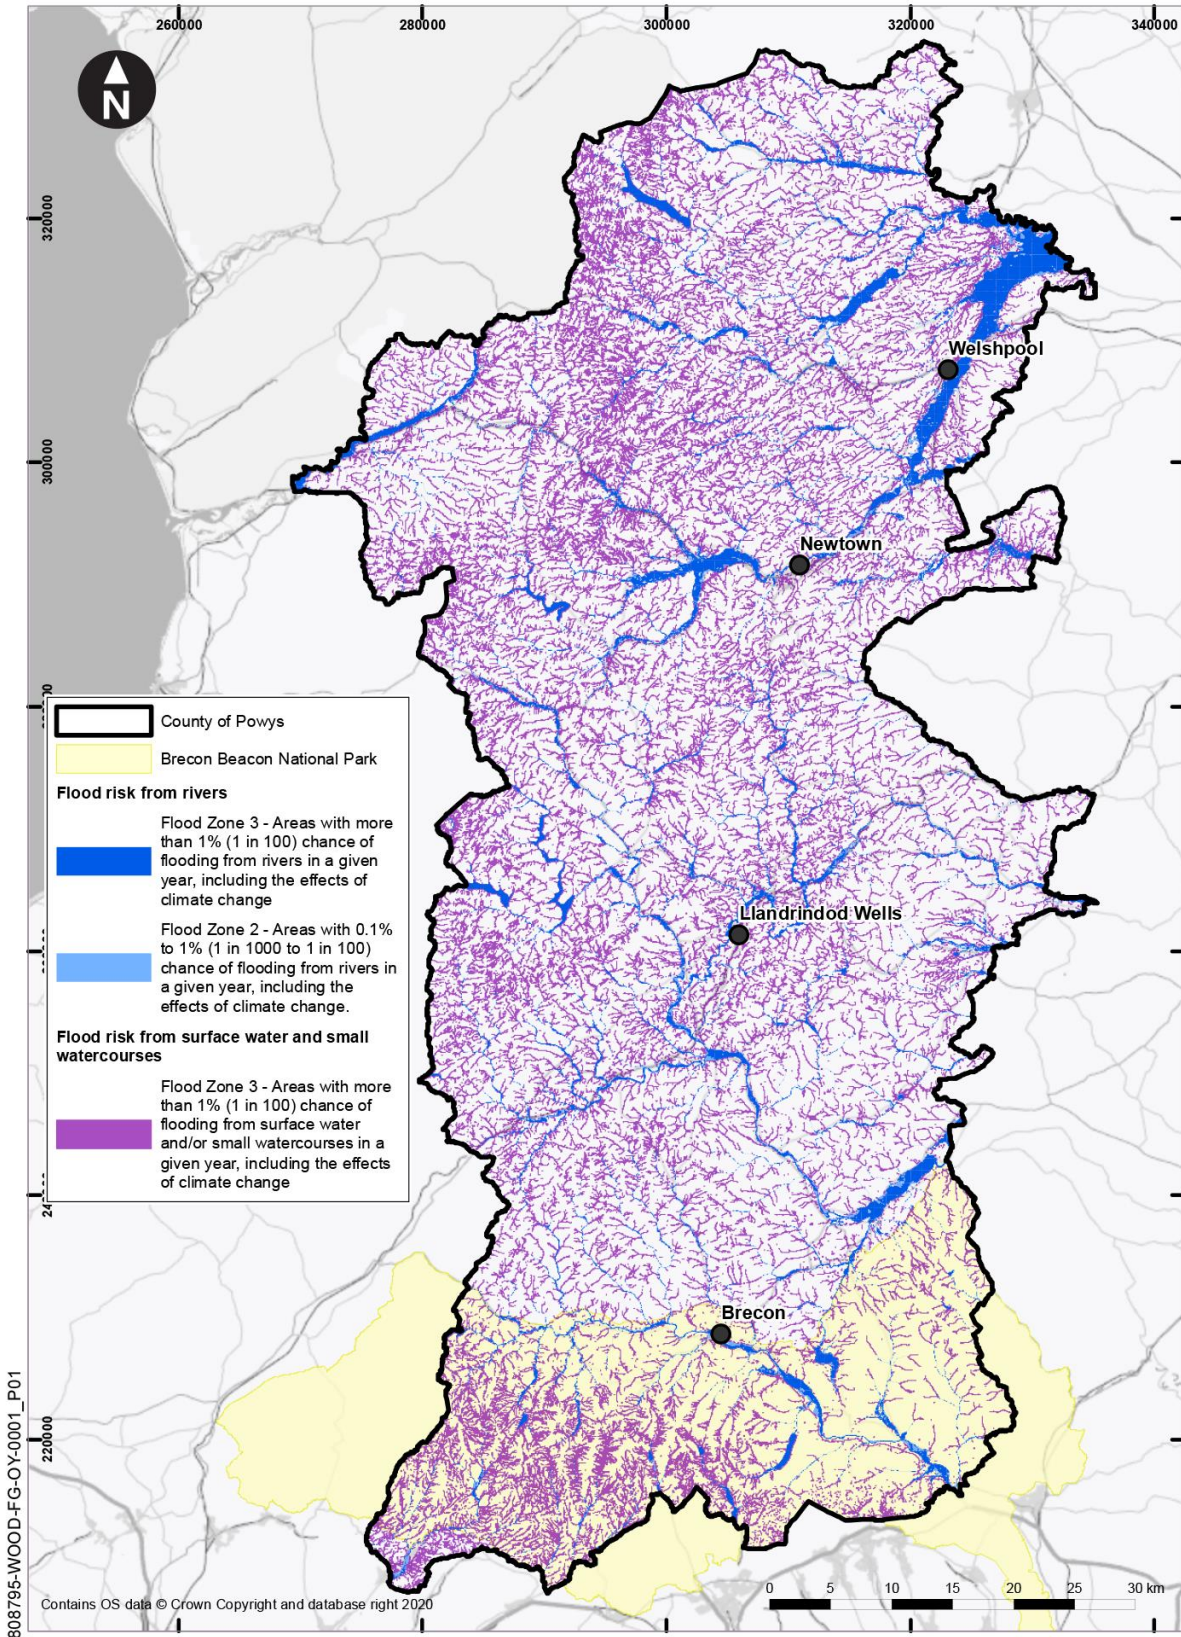 260000
280000
300000
320000
340000
N
320000
300000
Welshpool
Newtown
Llandrindod Wells
Brecon
County of Powys
Brecon Beacon National Park
Flood risk from rivers
Flood Zone 3 - Areas with more
than 1% (1 in 100) chance of
flooding from rivers in a given
year, including the effects of
climate change
Flood Zone 2 - Areas with 0.1%
to 1% (1 in 1000 to 1 in 100)
chance of flooding from rivers in
a given year, including the
effects of climate change.
Flood risk from surface water and small
watercourses
Flood Zone 3 - Areas with more
than 1% (1 in 100) chance of
flooding from surface water
and/or small watercourses in a
given year, including the effects
of climate change
220000
808795-WOOD-FG-OY-0001_P01
Contains OS data © Crown Copyright and database right 2020
0 5 10 15 20 25 30 km